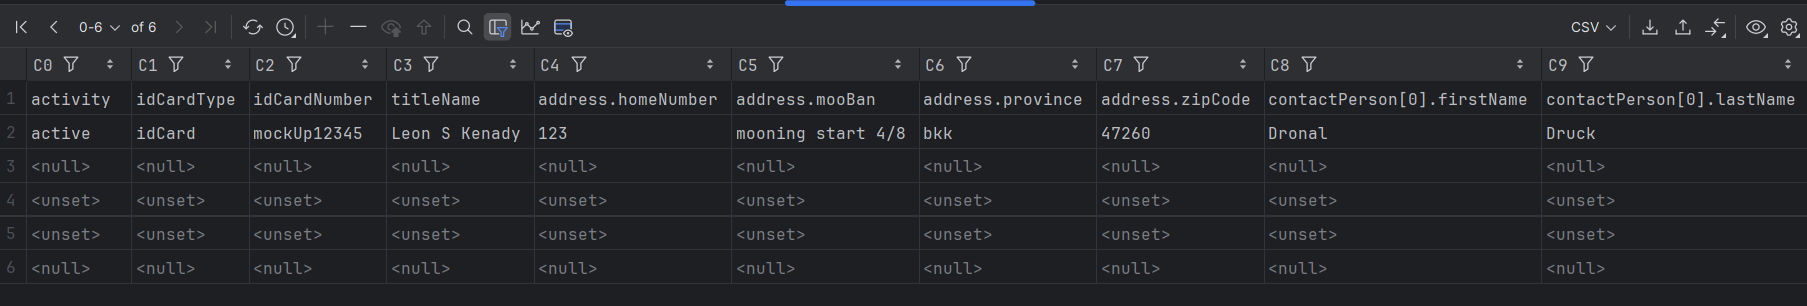 0-6 of 6 CSV
C0 C1 C2 C3 C4 C5 C6 C7 C8 C9
1 activity idCardType idCardNumber titleName address.homeNumber address.mooBan address.province address.zipCode contactPerson[0].firstName contactPerson[0].lastName
2 active idCard mockUp12345 Leon S Kenady 123 mooning start 4/8 bkk 47260 Dronal Druck
3 <null> <null> <null> <null> <null> <null> <null> <null> <null> <null>
4 <unset> <unset> <unset> <unset> <unset> <unset> <unset> <unset> <unset> <unset>
5 <unset> <unset> <unset> <unset> <unset> <unset> <unset> <unset> <unset> <unset>
6 <null> <null> <null> <null> <null> <null> <null> <null> <null> <null>